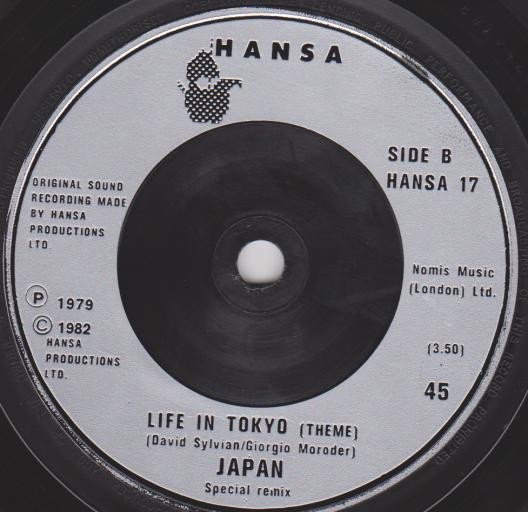 HANSA
SIDE B
HANSA 17
ORIGINAL SOUND
RECORDING MADE
BY HANSA
PRODUCTIONS
LTD
Nomis Music
(London) Ltd.
P 1979
C 1982
HANSA
PRODUCTIONS
LTD.
(3.50)
45
LIFE IN TOKYO (THEME)
(David Sylvian/Giorgio Moroder)
JAPAN
Special remix